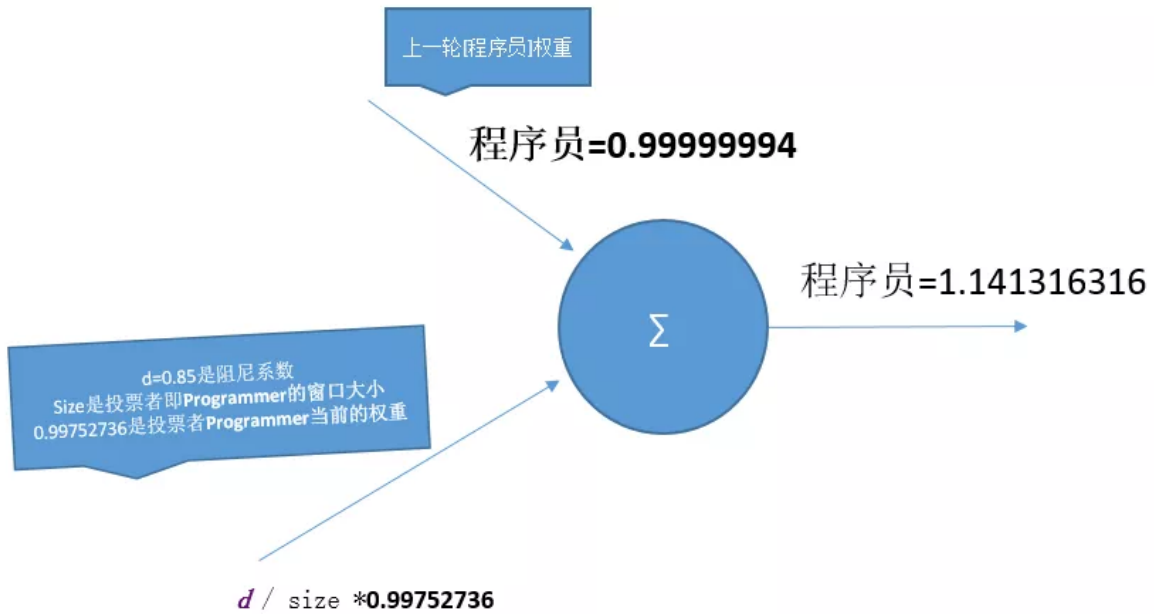 上一轮[程序员]权重
程序员=0.99999994
程序员=1.141316316
∑
d=0.85是阻尼系数
Size是投票者即Programmer的窗口大小
0.99752736是投票者Programmer当前的权重
d / size *0.99752736